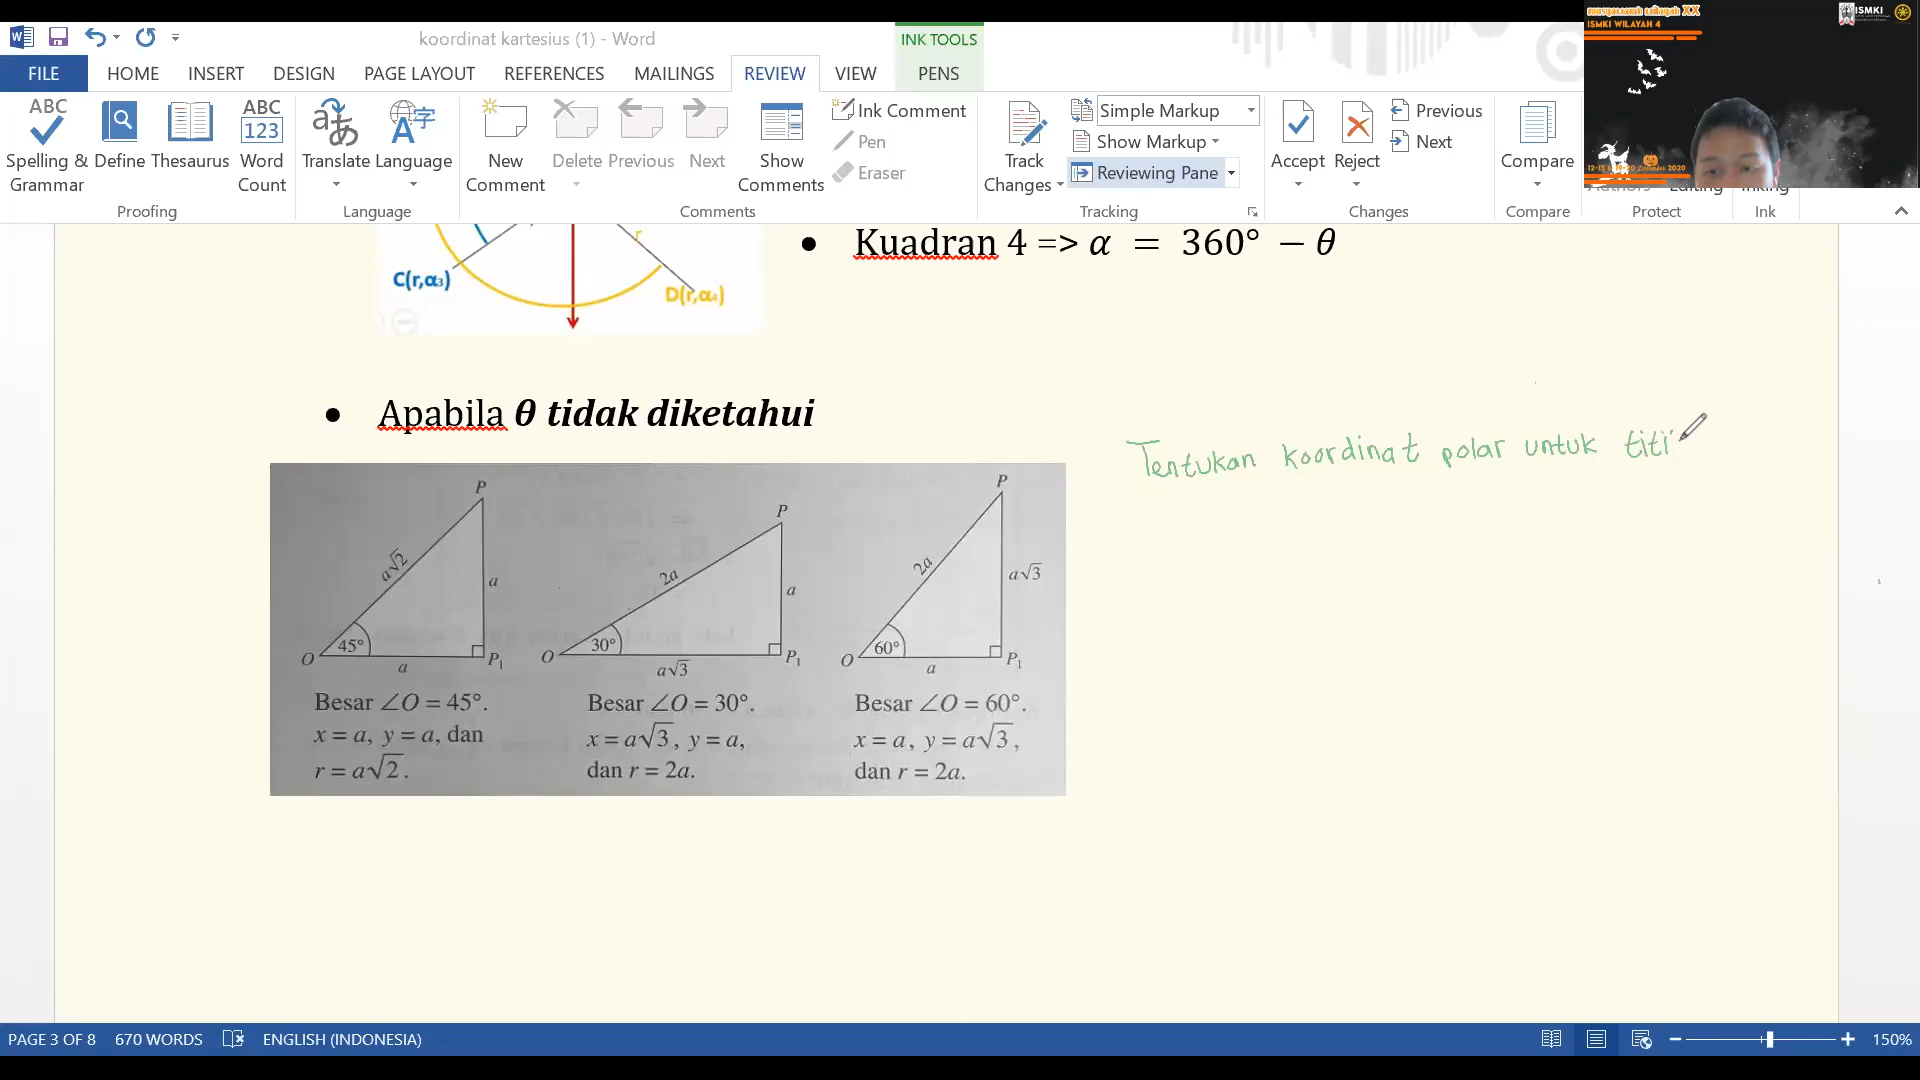 koordinat kartesius (1) - Word
INK TOOLS
FILE HOME INSERT DESIGN PAGE LAYOUT REFERENCES MAILINGS REVIEW VIEW PENS
ABC
Spelling & Grammar
Define
Thesaurus
ABC 123
Word Count
Proofing
Translate
Language
Language
New Comment
Delete
Previous
Next
Show Comments
Ink Comment
Pen
Eraser
Comments
Track Changes
Simple Markup
Show Markup
Reviewing Pane
Tracking
Accept
Reject
Previous
Next
Changes
Compare
Compare
Protect
Ink
XX
ISMKI WILAYAH 4
ISMKI
r
C(r,α3)
D(r,α4)
• Kuadran 4 => α = 360° − θ
• Apabila θ tidak diketahui
Tentukan koordinat polar untuk titi
P
a√2
a
45°
O
a
P1
P
2a
a
30°
O
a√3
P1
P
2a
a√3
60°
O
a
P1
Besar ∠O = 45°.
x = a, y = a, dan
r = a√2.
Besar ∠O = 30°.
x = a√3, y = a,
dan r = 2a.
Besar ∠O = 60°.
x = a, y = a√3,
dan r = 2a.
PAGE 3 OF 8 670 WORDS ENGLISH (INDONESIA) 150%